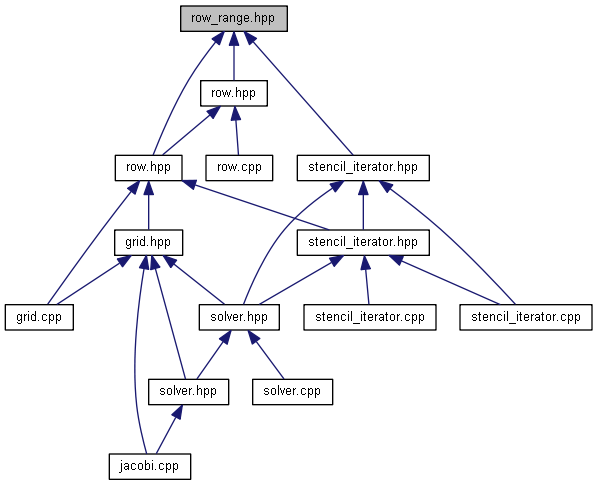 row_range.hpp
row.hpp
row.hpp
row.cpp
stencil_iterator.hpp
grid.hpp
stencil_iterator.hpp
grid.cpp
solver.hpp
stencil_iterator.cpp
stencil_iterator.cpp
solver.hpp
solver.cpp
jacobi.cpp